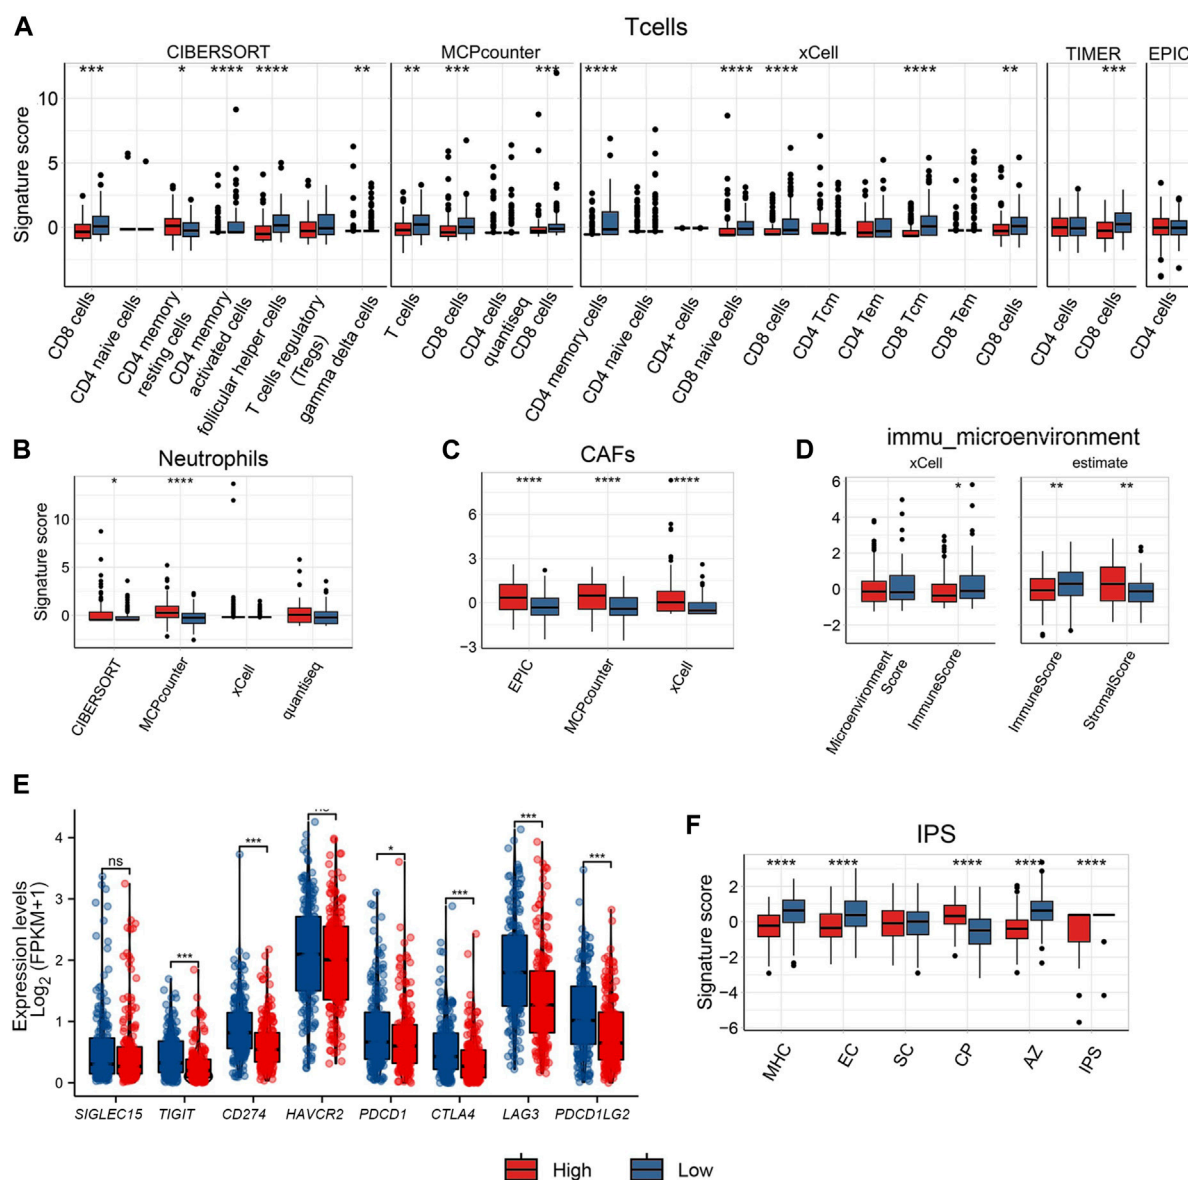 A
Tcells
CIBERSORT
MCPcounter
xCell
TIMER
EPIC
*** * **** **** ** ** *** *** **** **** **** **** ** ***
Signature score
10
5
0
CD8 cells
CD4 naive cells
CD4 memory
resting cells
CD4 memory
activated cells
follicular helper cells
T cells regulatory
(Tregs)
gamma delta cells
T cells
CD8 cells
CD4 cells
quantiseq
CD8 cells
CD4 memory cells
CD4 naive cells
CD4+ cells
CD8 naive cells
CD8 cells
CD4 Tcm
CD4 Tem
CD8 Tcm
CD8 Tem
CD8 cells
CD4 cells
CD8 cells
CD4 cells
B
Neutrophils
* ****
Signature score
10
5
0
CIBERSORT
MCPcounter
xCell
quantiseq
C
CAFs
**** **** ****
6
3
0
−3
EPIC
MCPcounter
xCell
D
immu_microenvironment
xCell
estimate
* ** **
6
4
2
0
−2
Microenvironment
Score
ImmuneScore
ImmuneScore
StromalScore
E
Expression levels
Log2 (FPKM+1)
4
3
2
1
0
ns
***
***
ns
*
***
***
***
SIGLEC15
TIGIT
CD274
HAVCR2
PDCD1
CTLA4
LAG3
PDCD1LG2
F
IPS
**** **** **** **** ****
Signature score
2
0
−2
−4
−6
MHC
EC
SC
CP
AZ
IPS
High
Low